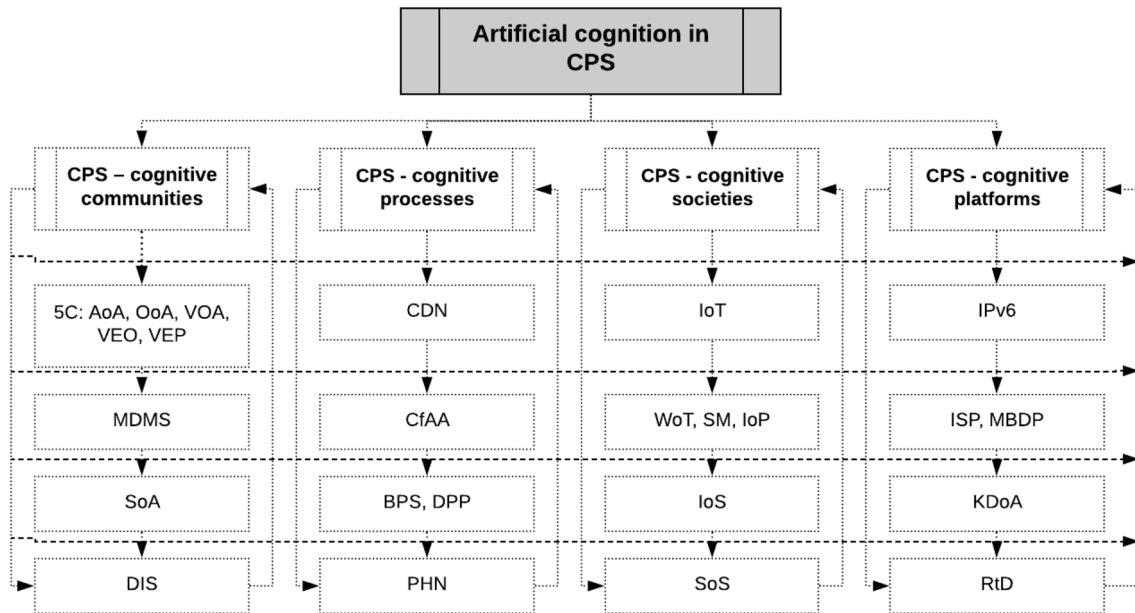 Artificial cognition in
CPS
CPS – cognitive
communities
CPS - cognitive
processes
CPS - cognitive
societies
CPS - cognitive
platforms
5C: AoA, OoA, VOA,
VEO, VEP
CDN
IoT
IPv6
MDMS
CfAA
WoT, SM, IoP
ISP, MBDP
SoA
BPS, DPP
IoS
KDoA
DIS
PHN
SoS
RtD